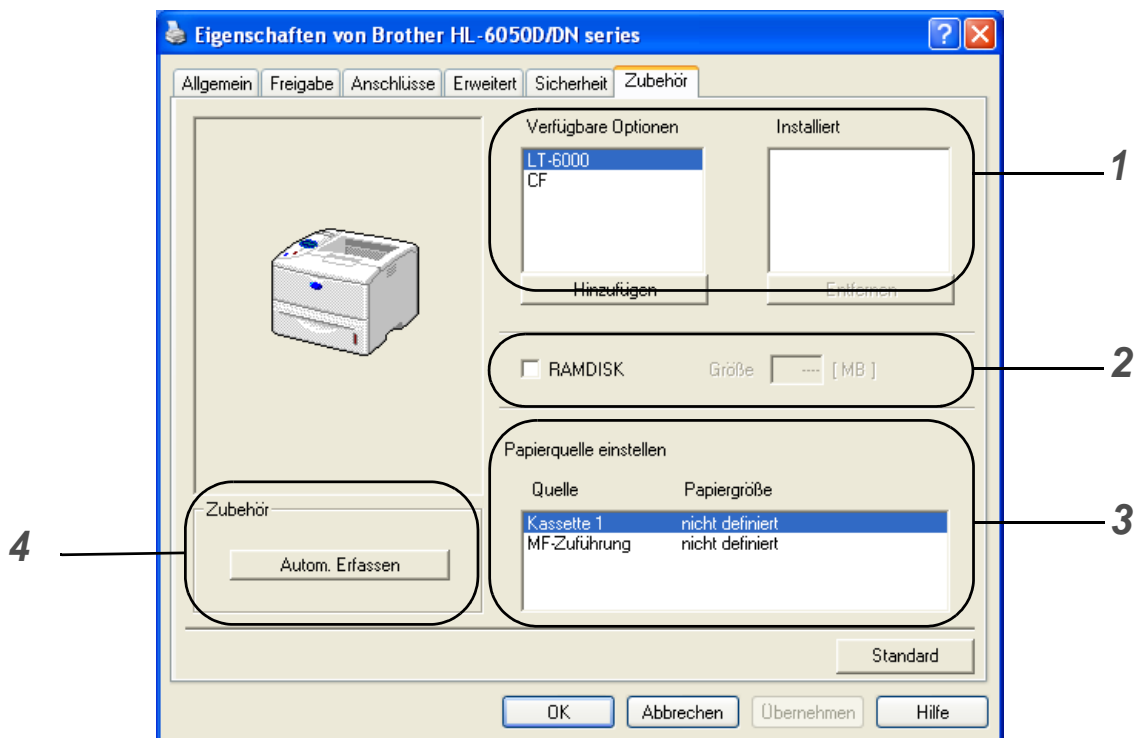 Eigenschaften von Brother HL-6050D/DN series
Allgemein Freigabe Anschlüsse Erweitert Sicherheit Zubehör
Verfügbare Optionen Installiert
LT-6000
CF
1
Hinzufügen Entfernen
RAMDISK Größe ---- [ MB ]
2
Papierquelle einstellen
Quelle Papiergröße
Kassette 1 nicht definiert
MF-Zuführung nicht definiert
3
Zubehör
Autom. Erfassen
4
Standard
OK Abbrechen Übernehmen Hilfe